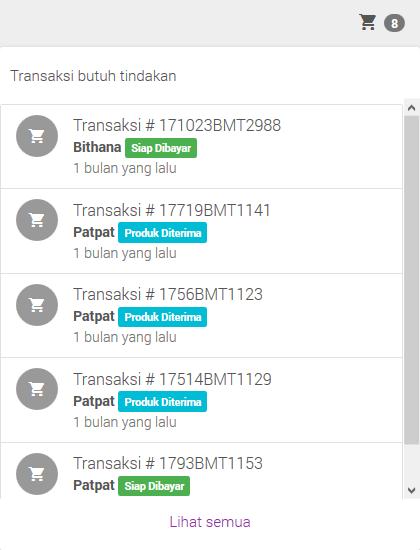 8
Transaksi butuh tindakan
Transaksi # 171023BMT2988
Bithana Siap Dibayar
1 bulan yang lalu
Transaksi # 17719BMT1141
Patpat Produk Diterima
1 bulan yang lalu
Transaksi # 1756BMT1123
Patpat Produk Diterima
1 bulan yang lalu
Transaksi # 17514BMT1129
Patpat Produk Diterima
1 bulan yang lalu
Transaksi # 1793BMT1153
Patpat Siap Dibayar
Lihat semua